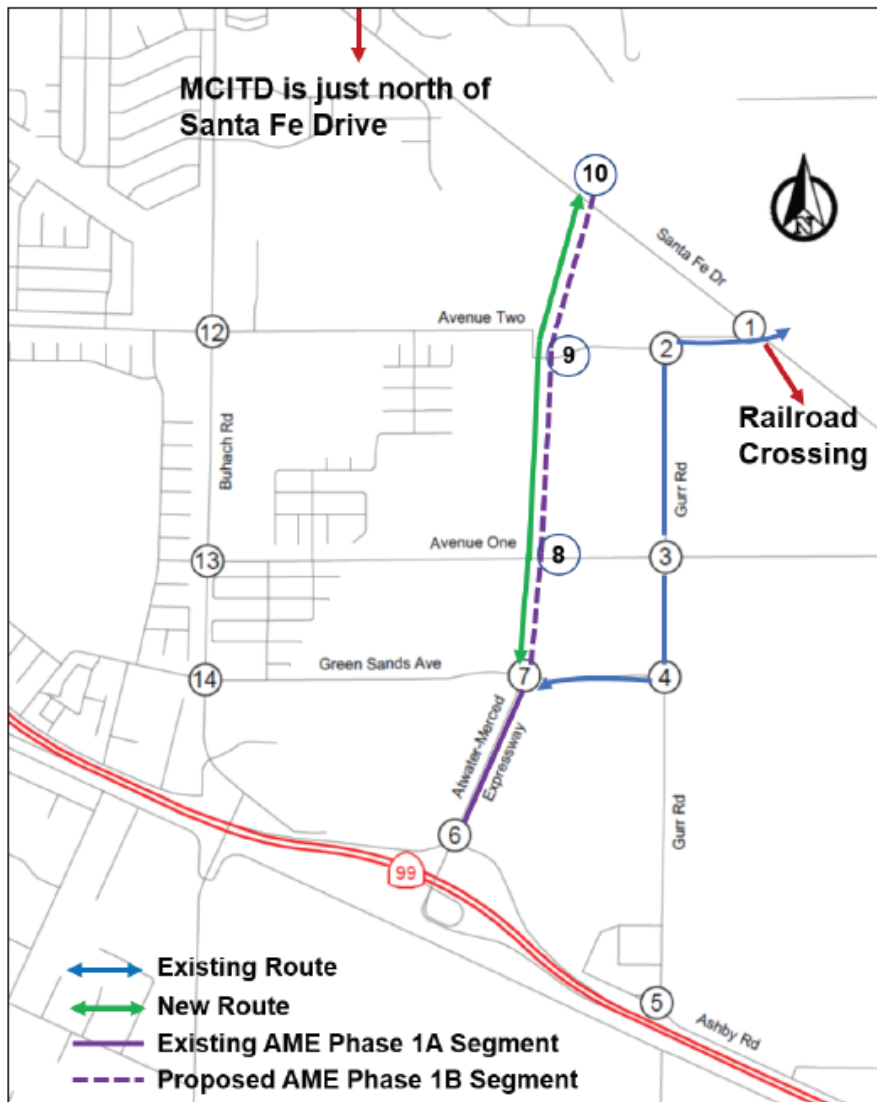 MCITD is just north of
Santa Fe Drive
10
N
Santa Fe Dr
1
Avenue Two
12
2
9
Railroad
Crossing
Buhach Rd
Gurr Rd
Avenue One
13
8
3
Green Sands Ave
14
7
4
Atwater-Merced
Expressway
Gurr Rd
6
99
5
Ashby Rd
Existing Route
New Route
Existing AME Phase 1A Segment
Proposed AME Phase 1B Segment